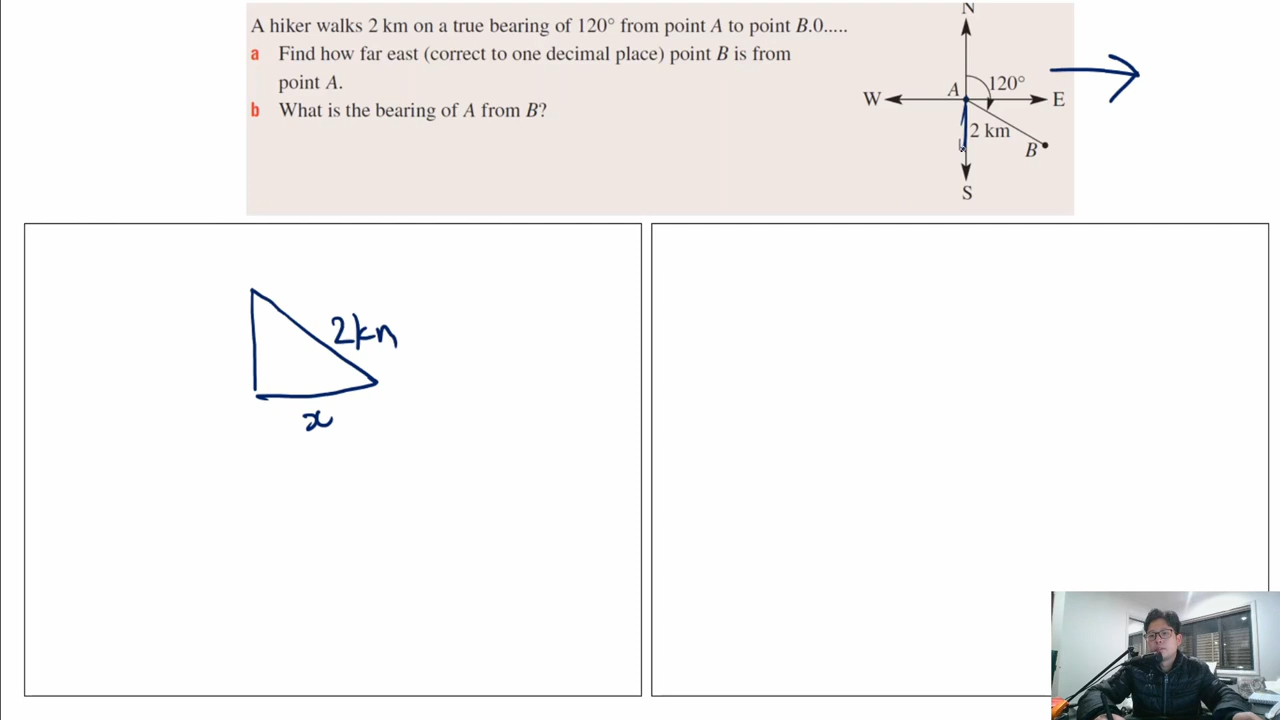 A hiker walks 2 km on a true bearing of 120° from point A to point B.0.....
a Find how far east (correct to one decimal place) point B is from
point A.
b What is the bearing of A from B?
N
A 120°
W E
2 km
B
S
2km
x